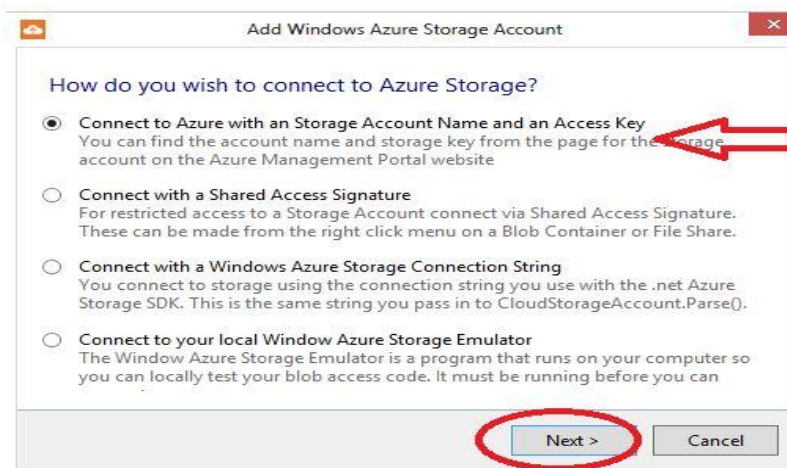 Add Windows Azure Storage Account
How do you wish to connect to Azure Storage?
Connect to Azure with an Storage Account Name and an Access Key
You can find the account name and storage key from the page for the storage
account on the Azure Management Portal website
Connect with a Shared Access Signature
For restricted access to a Storage Account connect via Shared Access Signature.
These can be made from the right click menu on a Blob Container or File Share.
Connect with a Windows Azure Storage Connection String
You connect to storage using the connection string you use with the .net Azure
Storage SDK. This is the same string you pass in to CloudStorageAccount.Parse().
Connect to your local Window Azure Storage Emulator
The Window Azure Storage Emulator is a program that runs on your computer so
you can locally test your blob access code. It must be running before you can
Next >
Cancel